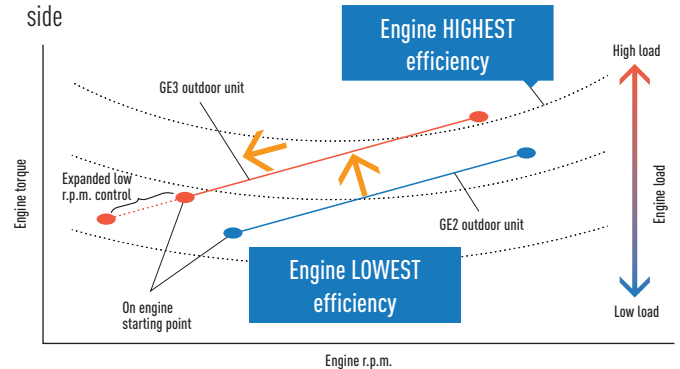 side
Engine HIGHEST
efficiency
High load
GE3 outdoor unit
Expanded low
r.p.m. control
Engine torque
Engine load
GE2 outdoor unit
Engine LOWEST
efficiency
On engine
starting point
Low load
Engine r.p.m.